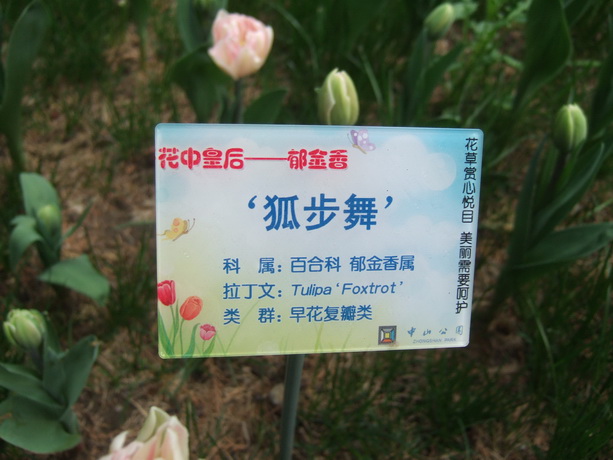 花中皇后——郁金香
‘狐步舞’
科 属：百合科 郁金香属
拉丁文：Tulipa‘Foxtrot’
类 群：早花复瓣类
花草赏心悦目 美丽需要呵护
中山公园